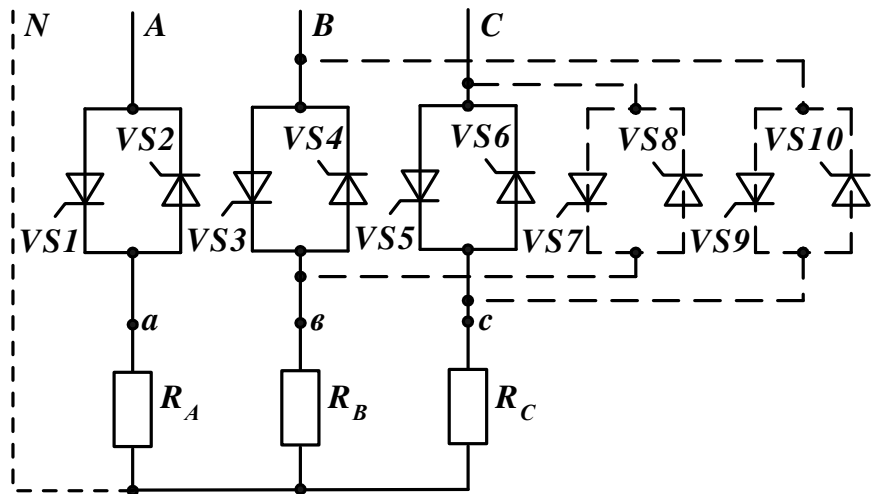 N A B C
VS2 VS4 VS6 VS8 VS10
VS1 VS3 VS5 VS7 VS9
а в с
R_A R_B R_C